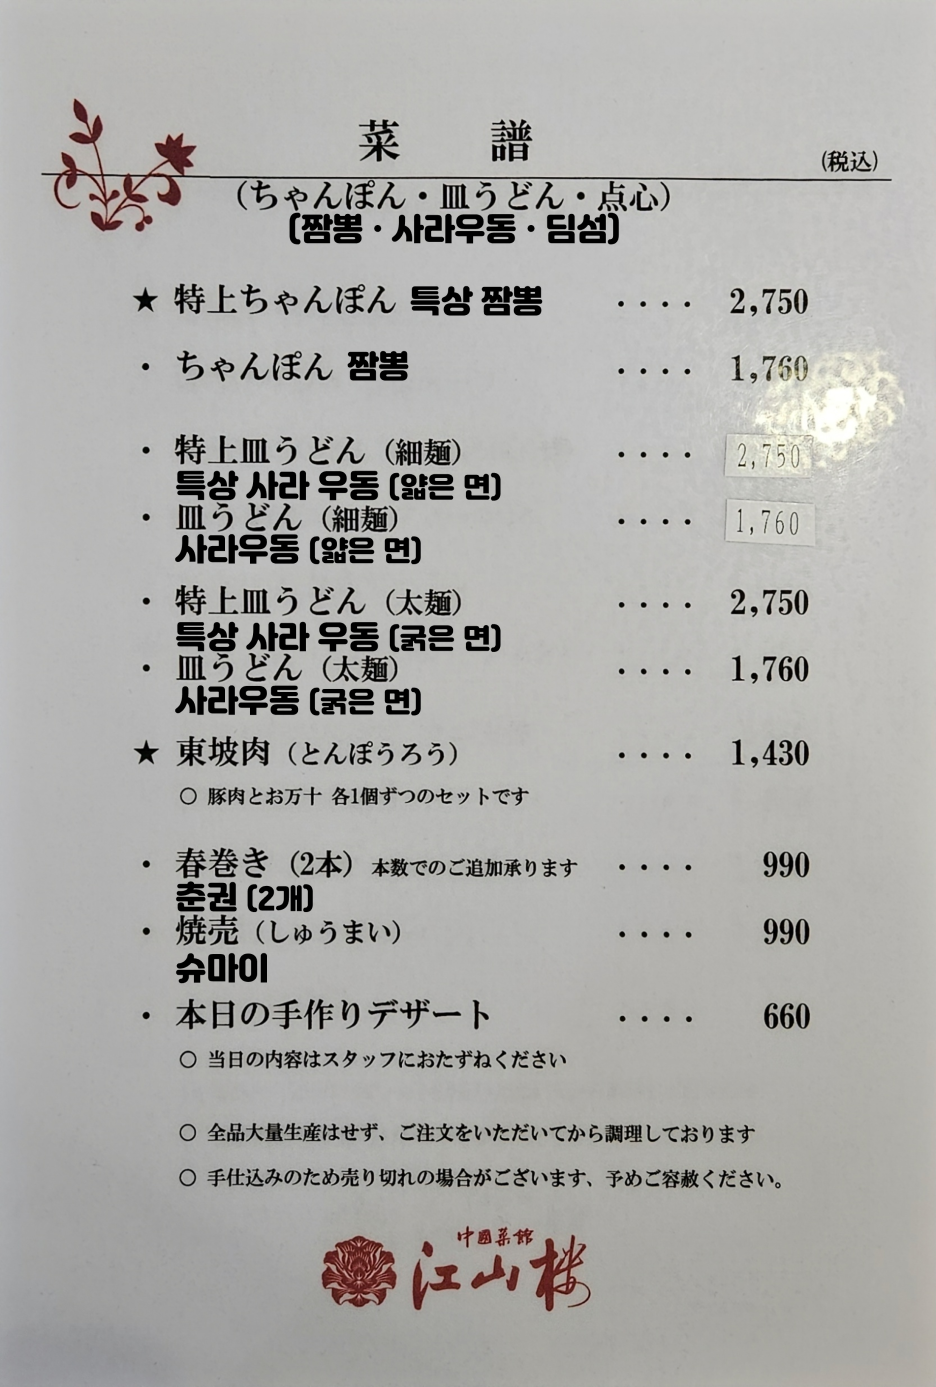 菜 譜
(税込)
(ちゃんぽん・皿うどん・点心)
(짬뽕·사라우동·딤섬)
★ 特上ちゃんぽん 특상 짬뽕 ‥‥ 2,750
・ ちゃんぽん 짬뽕 ‥‥ 1,760
・ 特上皿うどん(細麺) ‥‥ 2,750
특상 사라 우동 (얇은 면)
・ 皿うどん(細麺) ‥‥ 1,760
사라우동 (얇은 면)
・ 特上皿うどん(太麺) ‥‥ 2,750
특상 사라 우동 (굵은 면)
・ 皿うどん(太麺) ‥‥ 1,760
사라우동 (굵은 면)
★ 東坡肉(とんぽうろう) ‥‥ 1,430
○ 豚肉とお万十 各1個ずつのセットです
・ 春巻き(2本) 本数でのご追加承ります ‥‥ 990
춘권 (2개)
・ 焼売(しゅうまい) ‥‥ 990
슈마이
・ 本日の手作りデザート ‥‥ 660
○ 当日の内容はスタッフにおたずねください
○ 全品大量生産はせず、ご注文をいただいてから調理しております
○ 手仕込みのため売り切れの場合がございます、予めご容赦ください。
中國菜館
江山楼